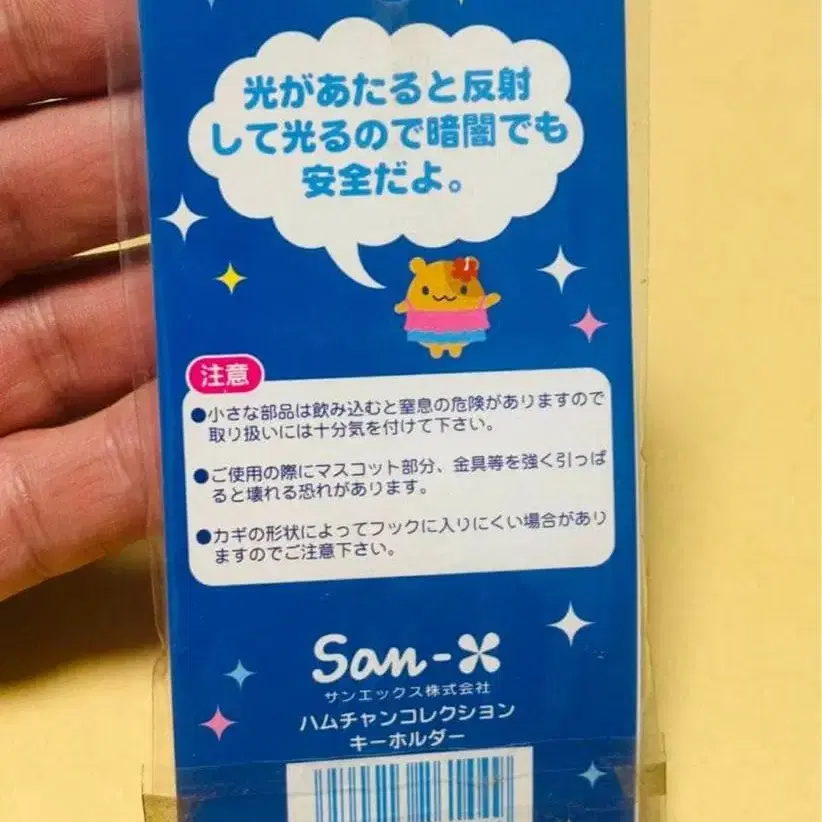 光があたると反射
して光るので暗闇でも
安全だよ。
注意
●小さな部品は飲み込むと窒息の危険がありますので
取り扱いには十分気を付けて下さい。
●ご使用の際にマスコット部分、金具等を強く引っぱ
ると壊れる恐れがあります。
●カギの形状によってフックに入りにくい場合があり
ますのでご注意下さい。
San-X
サンエックス株式会社
ハムチャンコレクション
キーホルダー